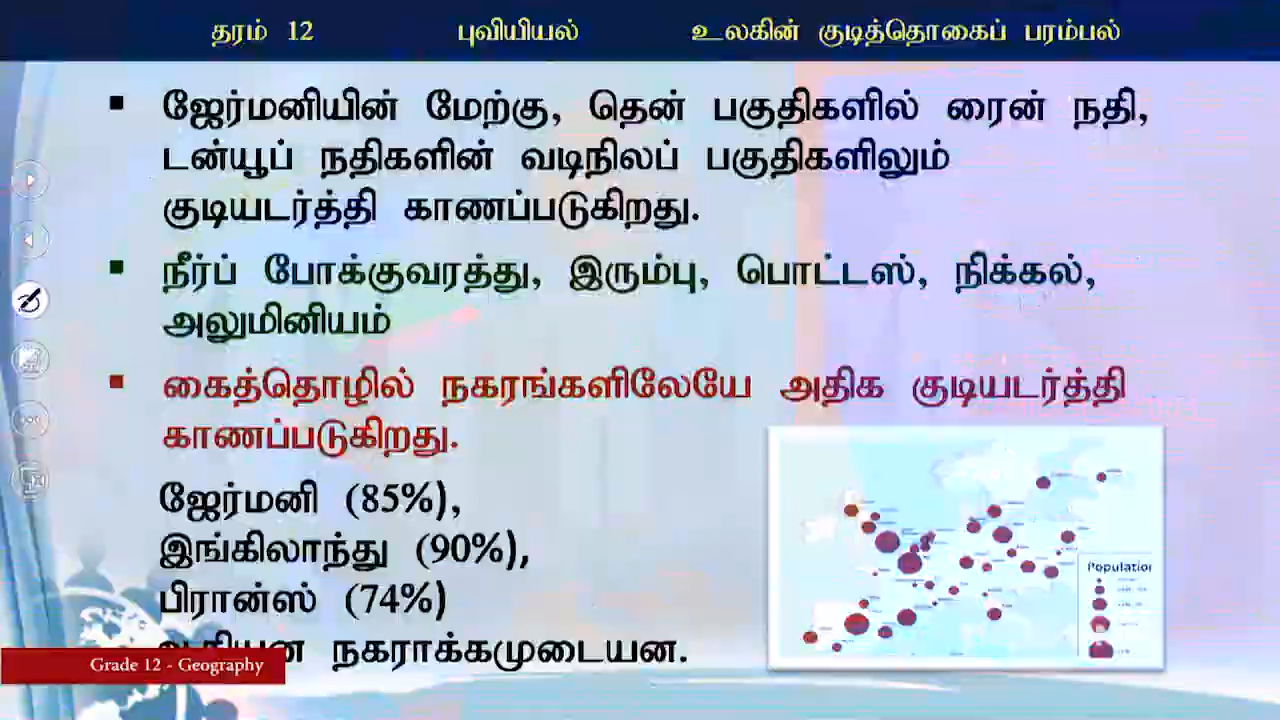 தரம் 12 புவியியல் உலகின் குடித்தொகைப் பரம்பல்
▪ ஜேர்மனியின் மேற்கு, தென் பகுதிகளில் ரைன் நதி,
டன்யூப் நதிகளின் வடிநிலப் பகுதிகளிலும்
குடியடர்த்தி காணப்படுகிறது.
▪ நீர்ப் போக்குவரத்து, இரும்பு, பொட்டஸ், நிக்கல்,
அலுமினியம்
▪ கைத்தொழில் நகரங்களிலேயே அதிக குடியடர்த்தி
காணப்படுகிறது.
ஜேர்மனி (85%),
இங்கிலாந்து (90%),
பிரான்ஸ் (74%)
நகராக்கமுடையன.
Grade 12 - Geography
Population